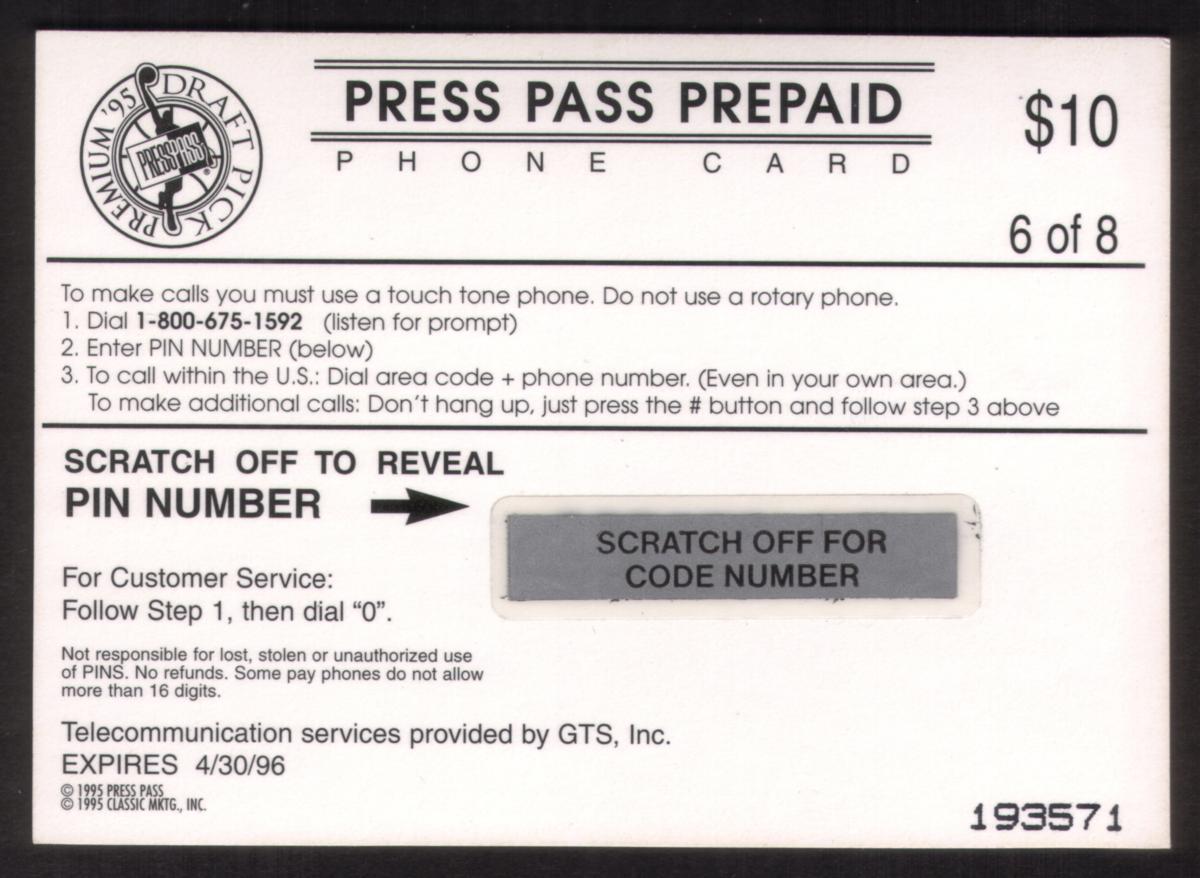 PREMIUM '95 DRAFT PICK
PRESS PASS
®
PRESS PASS PREPAID
PHONE CARD
$10
6 of 8
To make calls you must use a touch tone phone. Do not use a rotary phone.
1. Dial 1-800-675-1592 (listen for prompt)
2. Enter PIN NUMBER (below)
3. To call within the U.S.: Dial area code + phone number. (Even in your own area.)
To make additional calls: Don't hang up, just press the # button and follow step 3 above
SCRATCH OFF TO REVEAL
PIN NUMBER
SCRATCH OFF FOR
CODE NUMBER
For Customer Service:
Follow Step 1, then dial “0”.
Not responsible for lost, stolen or unauthorized use
of PINS. No refunds. Some pay phones do not allow
more than 16 digits.
Telecommunication services provided by GTS, Inc.
EXPIRES 4/30/96
© 1995 PRESS PASS
© 1995 CLASSIC MKTG., INC.
193571